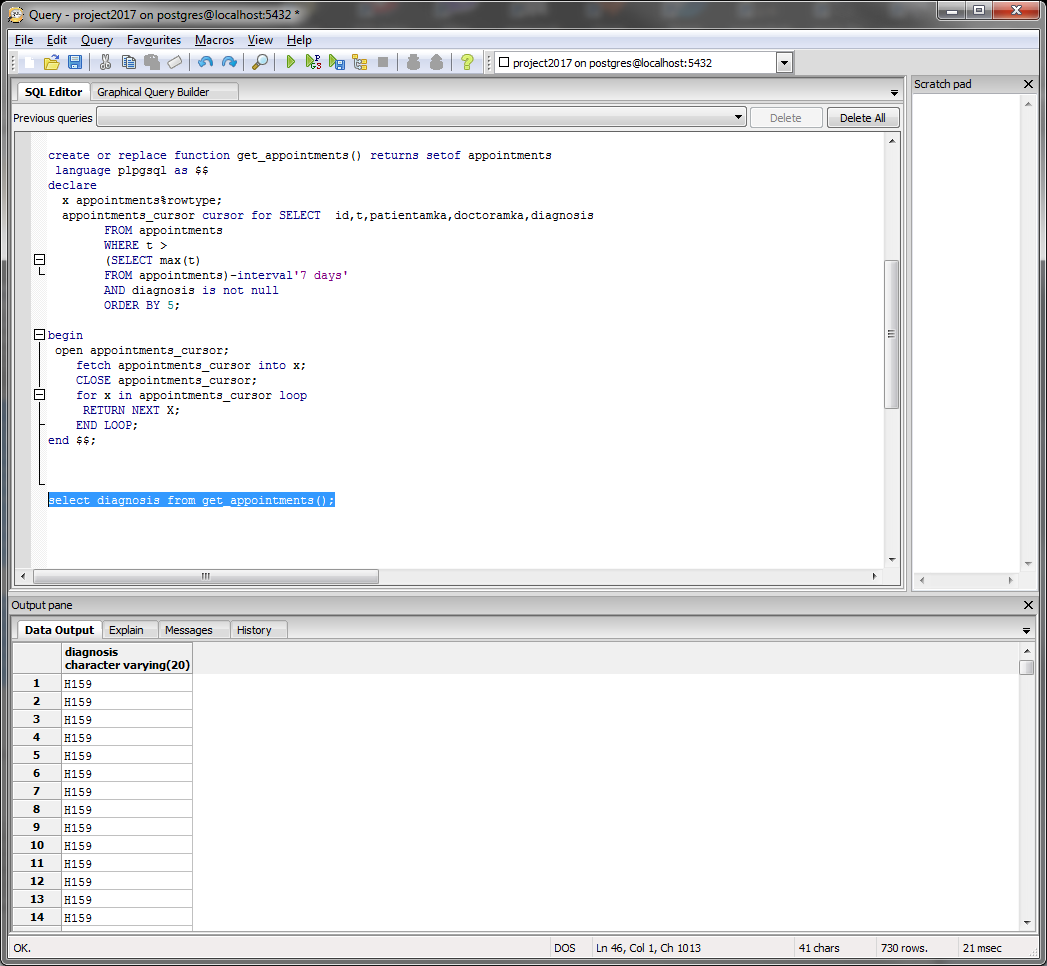 Query - project2017 on postgres@localhost:5432 *
File Edit Query Favourites Macros View Help
project2017 on postgres@localhost:5432
SQL Editor Graphical Query Builder
Scratch pad
Previous queries Delete Delete All
create or replace function get_appointments() returns setof appointments
language plpgsql as $$
declare
x appointments%rowtype;
appointments_cursor cursor for SELECT  id,t,patientamka,doctoramka,diagnosis
FROM appointments
WHERE t >
(SELECT max(t)
FROM appointments)-interval'7 days'
AND diagnosis is not null
ORDER BY 5;
begin
open appointments_cursor;
fetch appointments_cursor into x;
CLOSE appointments_cursor;
for x in appointments_cursor loop
RETURN NEXT X;
END LOOP;
end $$;
select diagnosis from get_appointments();
Output pane
Data Output Explain Messages History
diagnosis
character varying(20)
1 H159
2 H159
3 H159
4 H159
5 H159
6 H159
7 H159
8 H159
9 H159
10 H159
11 H159
12 H159
13 H159
14 H159
OK. DOS Ln 46, Col 1, Ch 1013 41 chars 730 rows. 21 msec